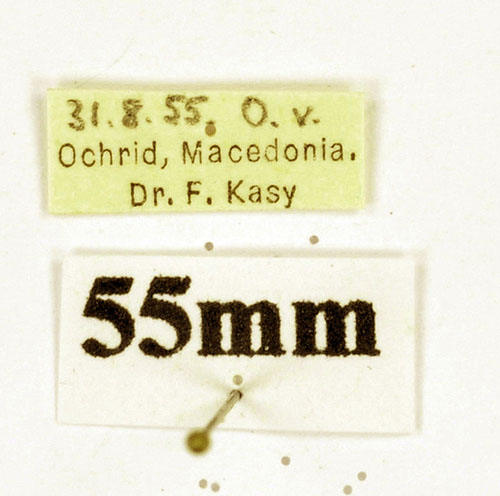 31.8.55. O. v.
Ochrid, Macedonia.
Dr. F. Kasy
55mm